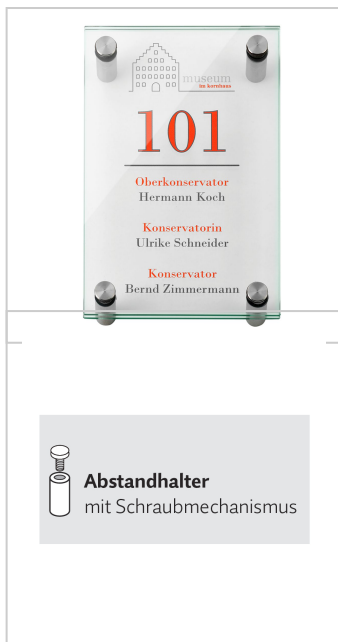 museum
im kornhaus
101
Oberkonservator
Hermann Koch
Konservatorin
Ulrike Schneider
Konservator
Bernd Zimmermann
Abstandhalter
mit Schraubmechanismus